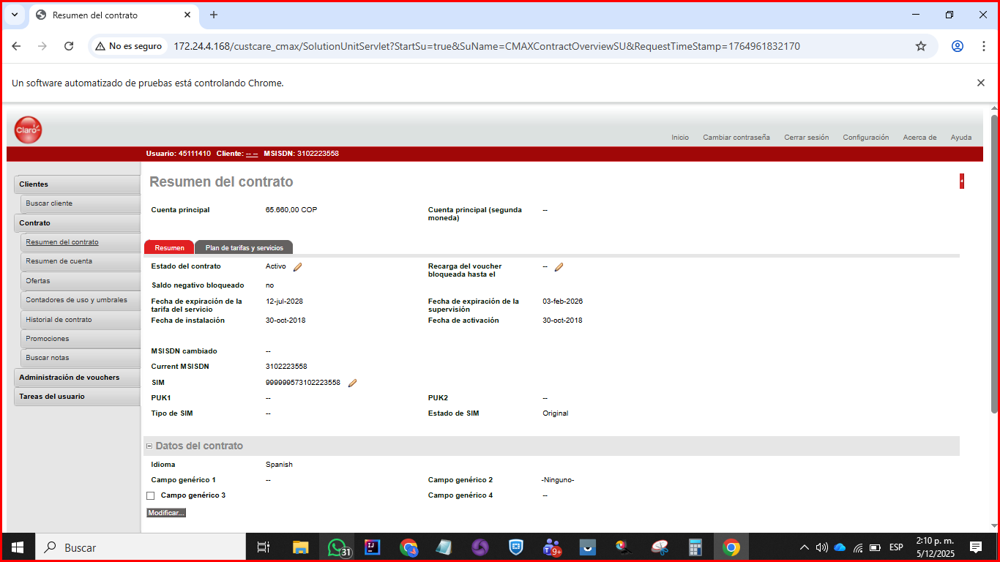 Resumen del contrato
No es seguro
172.24.4.168/custcare_cmax/SolutionUnitServlet?StartSu=true&SuName=CMAXContractOverviewSU&RequestTimeStamp=1764961832170
Un software automatizado de pruebas está controlando Chrome.
Claro
Inicio Cambiar contraseña Cerrar sesión Configuración Acerca de Ayuda
Usuario: 45111410 Cliente: -- -- MSISDN: 3102223558
Clientes
Buscar cliente
Contrato
Resumen del contrato
Resumen de cuenta
Ofertas
Contadores de uso y umbrales
Historial de contrato
Promociones
Buscar notas
Administración de vouchers
Tareas del usuario
Resumen del contrato
Cuenta principal 65.660,00 COP Cuenta principal (segunda --
moneda)
Resumen Plan de tarifas y servicios
Estado del contrato Activo Recarga del voucher --
bloqueada hasta el
Saldo negativo bloqueado no
Fecha de expiración de la 12-jul-2028 Fecha de expiración de la 03-feb-2026
tarifa del servicio supervisión
Fecha de instalación 30-oct-2018 Fecha de activación 30-oct-2018
MSISDN cambiado --
Current MSISDN 3102223558
SIM 999999573102223558
PUK1 -- PUK2 --
Tipo de SIM -- Estado de SIM Original
Datos del contrato
Idioma Spanish
Campo genérico 1 -- Campo genérico 2 -Ninguno-
Campo genérico 3 Campo genérico 4 --
Modificar...
Buscar
31
9+
ESP
2:10 p. m.
5/12/2025